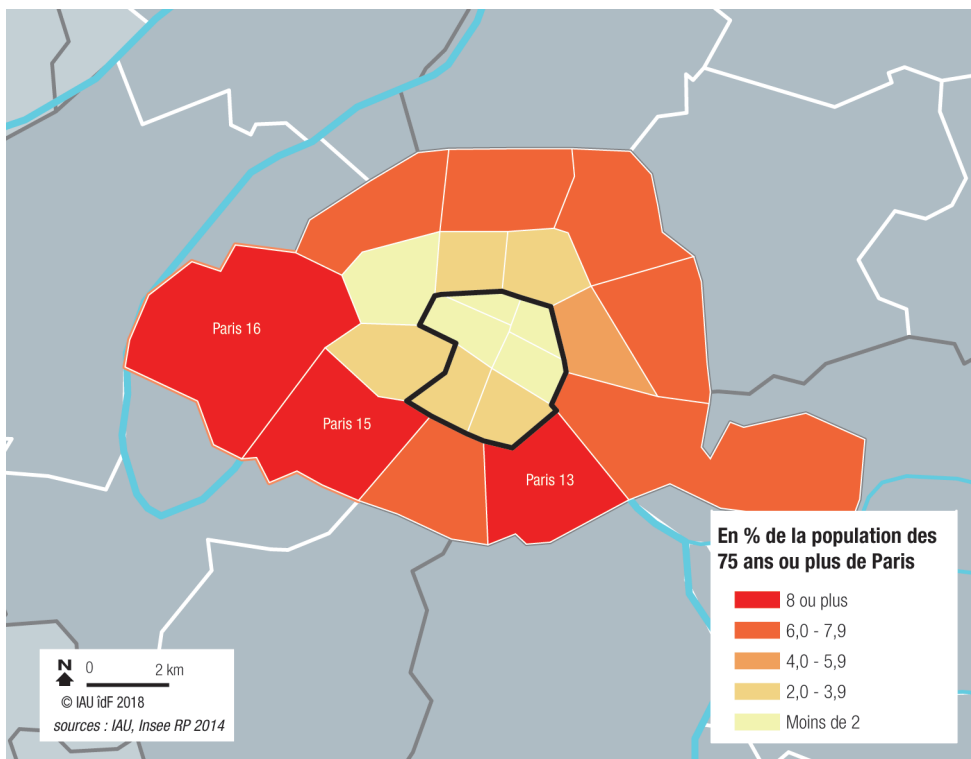 Paris 16
Paris 15
Paris 13
En % de la population des
75 ans ou plus de Paris
8 ou plus
6,0 - 7,9
4,0 - 5,9
2,0 - 3,9
Moins de 2
N
0 2 km
© IAU îdF 2018
sources : IAU, Insee RP 2014